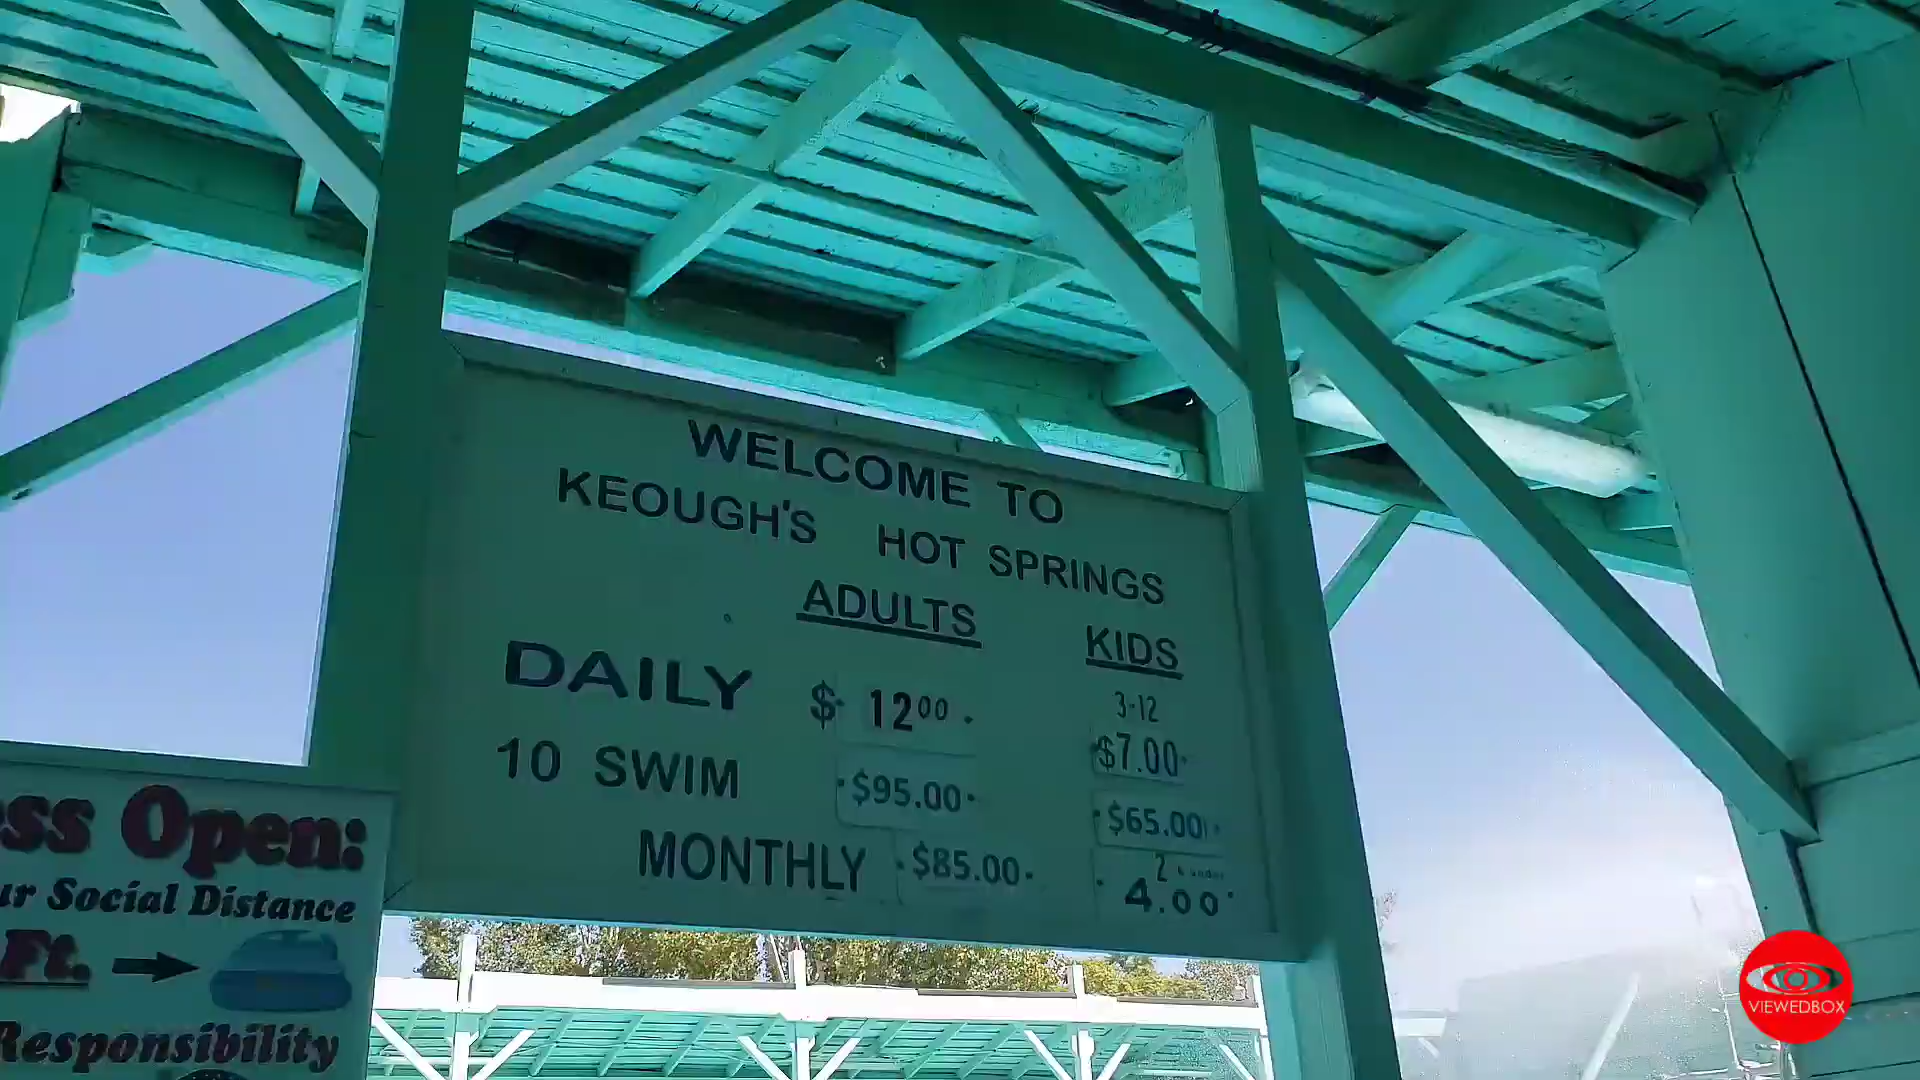 WELCOME TO
KEOUGH'S HOT SPRINGS
ADULTS KIDS
DAILY $ 12.00 3-12
$7.00
10 SWIM $95.00 $65.00
MONTHLY $85.00 2 & under
4.00
ss Open:
ur Social Distance
Ft.
Responsibility
VIEWEDBOX